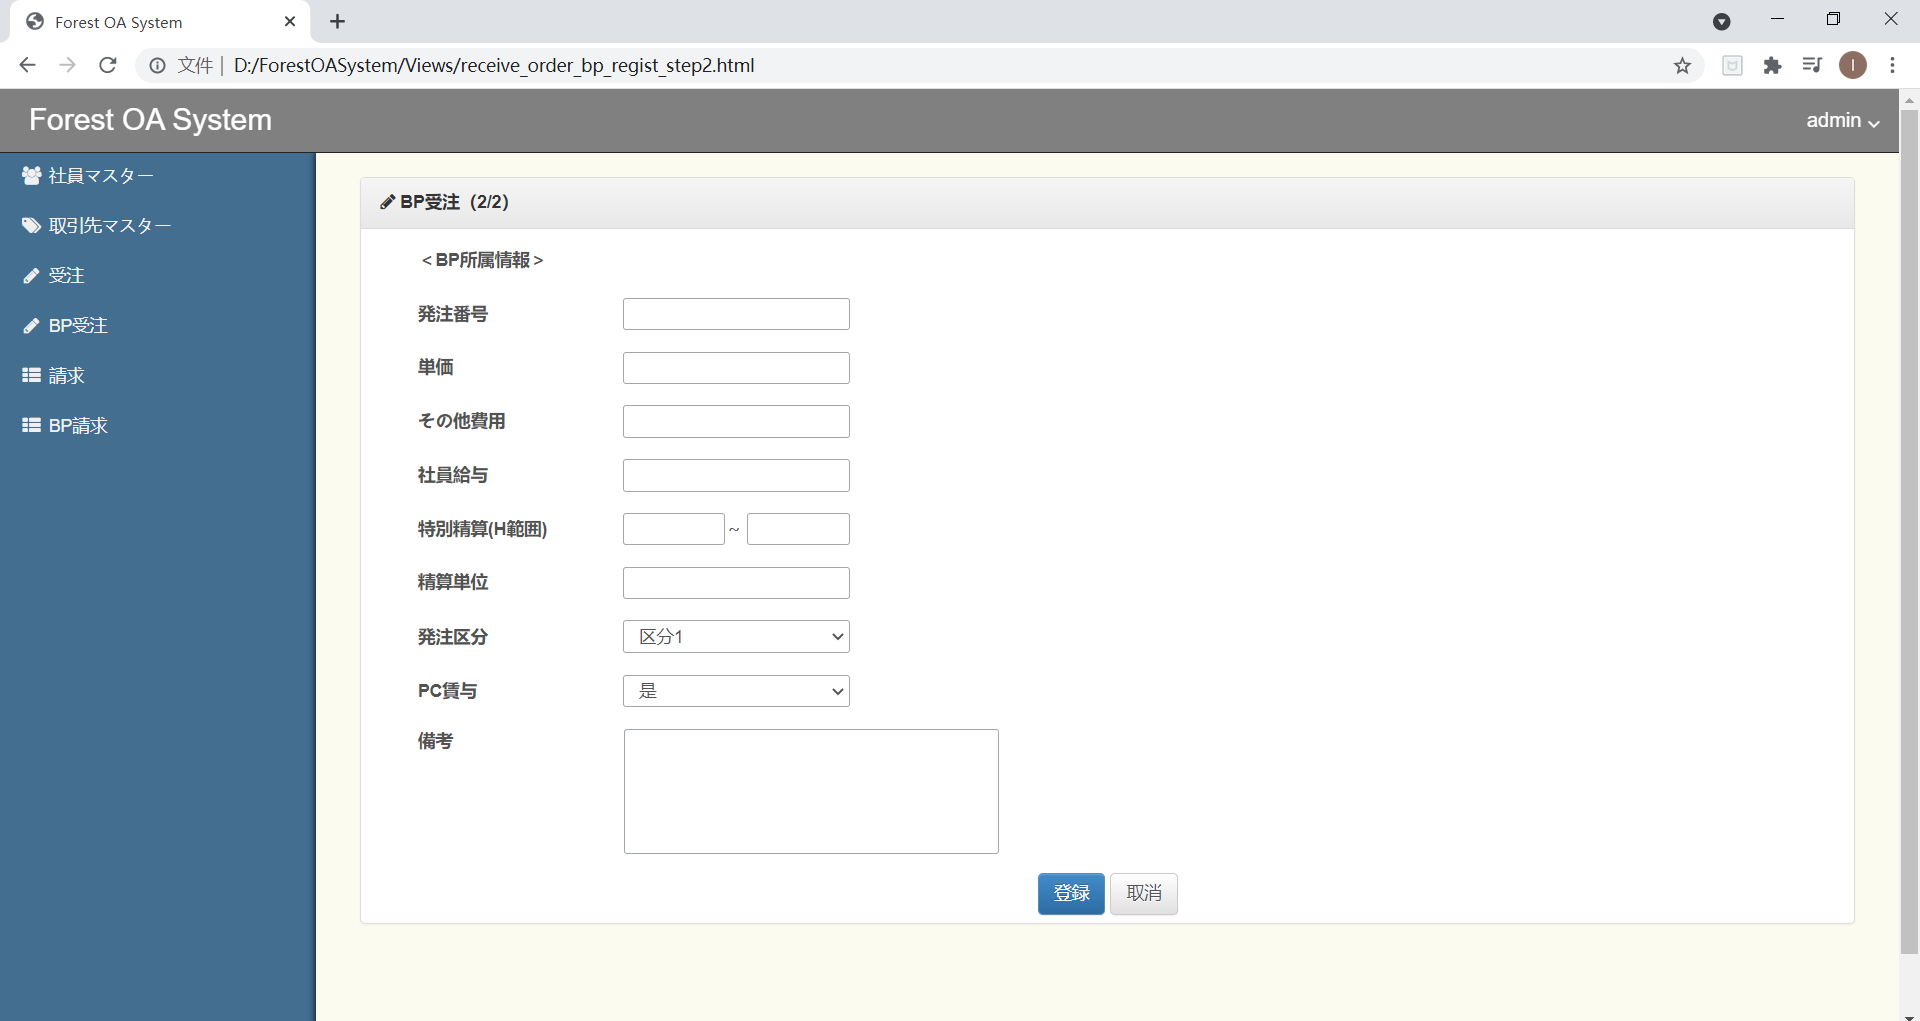 Forest OA System
文件 | D:/ForestOASystem/Views/receive_order_bp_regist_step2.html
I
Forest OA System
admin
社員マスター
取引先マスター
受注
BP受注
請求
BP請求
BP受注（2/2）
＜BP所属情報＞
発注番号
単価
その他費用
社員給与
特別精算(H範囲)
~
精算単位
発注区分
区分1
PC賃与
是
備考
登録
取消